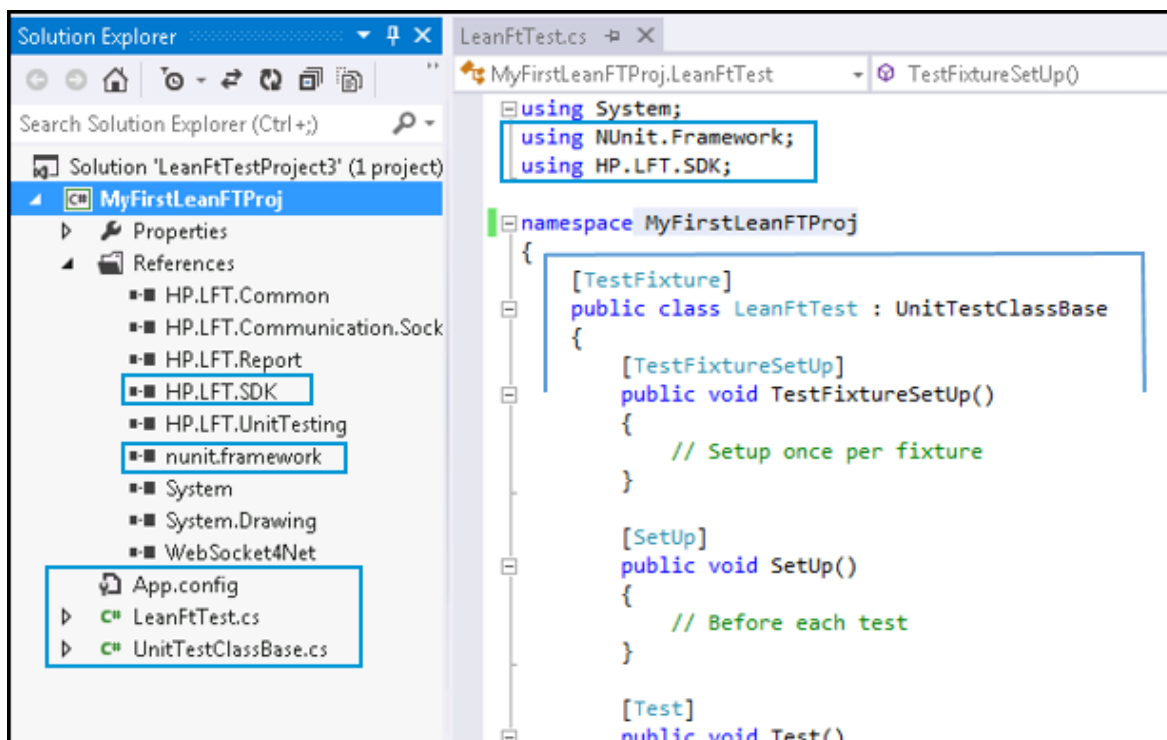 Solution Explorer
Search Solution Explorer (Ctrl+;)
Solution 'LeanFtTestProject3' (1 project)
C# MyFirstLeanFTProj
Properties
References
HP.LFT.Common
HP.LFT.Communication.Sock
HP.LFT.Report
HP.LFT.SDK
HP.LFT.UnitTesting
nunit.framework
System
System.Drawing
WebSocket4Net
App.config
C# LeanFtTest.cs
C# UnitTestClassBase.cs
LeanFtTest.cs
MyFirstLeanFTProj.LeanFtTest
TestFixtureSetUp()
using System;
using NUnit.Framework;
using HP.LFT.SDK;
namespace MyFirstLeanFTProj
{
[TestFixture]
public class LeanFtTest : UnitTestClassBase
{
[TestFixtureSetUp]
public void TestFixtureSetUp()
{
// Setup once per fixture
}
[SetUp]
public void SetUp()
{
// Before each test
}
[Test]
public void Test()